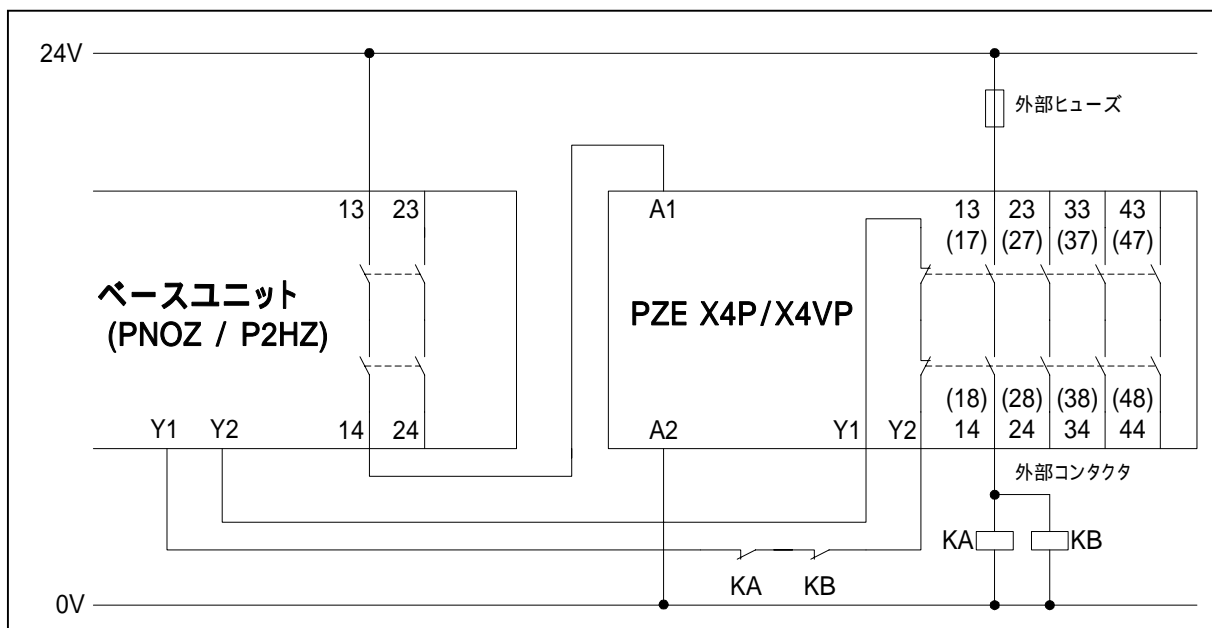 24V
外部ヒューズ
13 23
A1
13 23 33 43
(17) (27) (37) (47)
ベースユニット
(PNOZ / P2HZ)
PZE X4P/X4VP
(18) (28) (38) (48)
Y1 Y2 14 24
A2 Y1 Y2 14 24 34 44
外部コンタクタ
KA KB
KA KB
0V